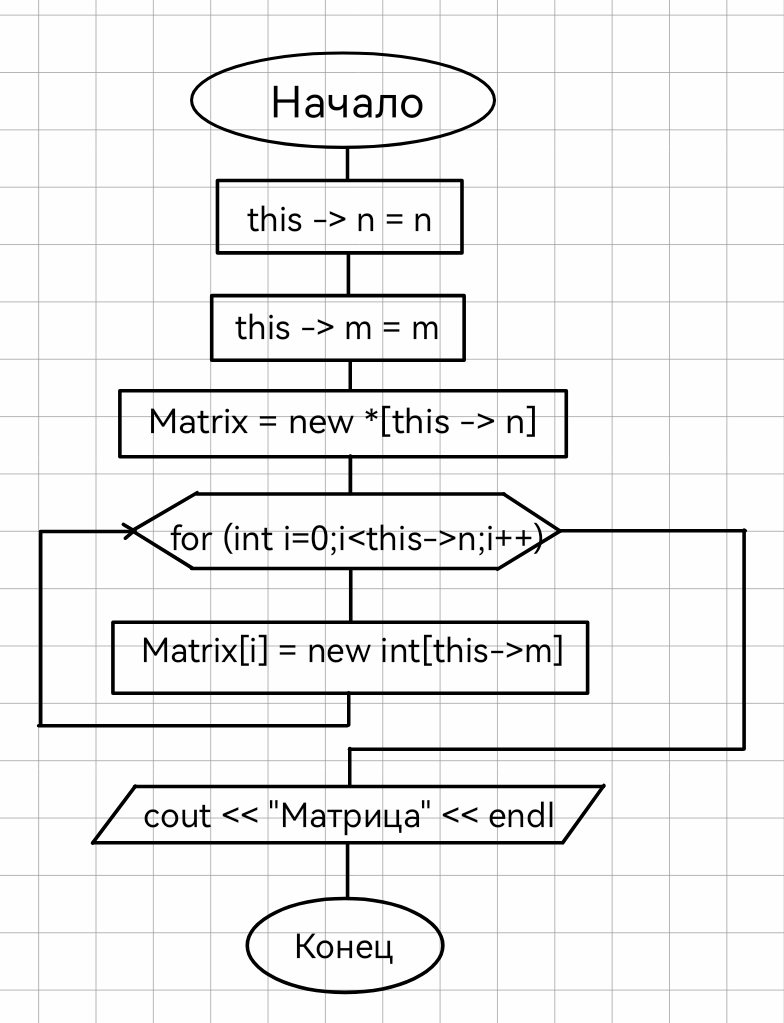 Начало
this -> n = n
this -> m = m
Matrix = new *[this -> n]
for (int i=0;i<this->n;i++)
Matrix[i] = new int[this->m]
cout << "Матрица" << endl
Конец